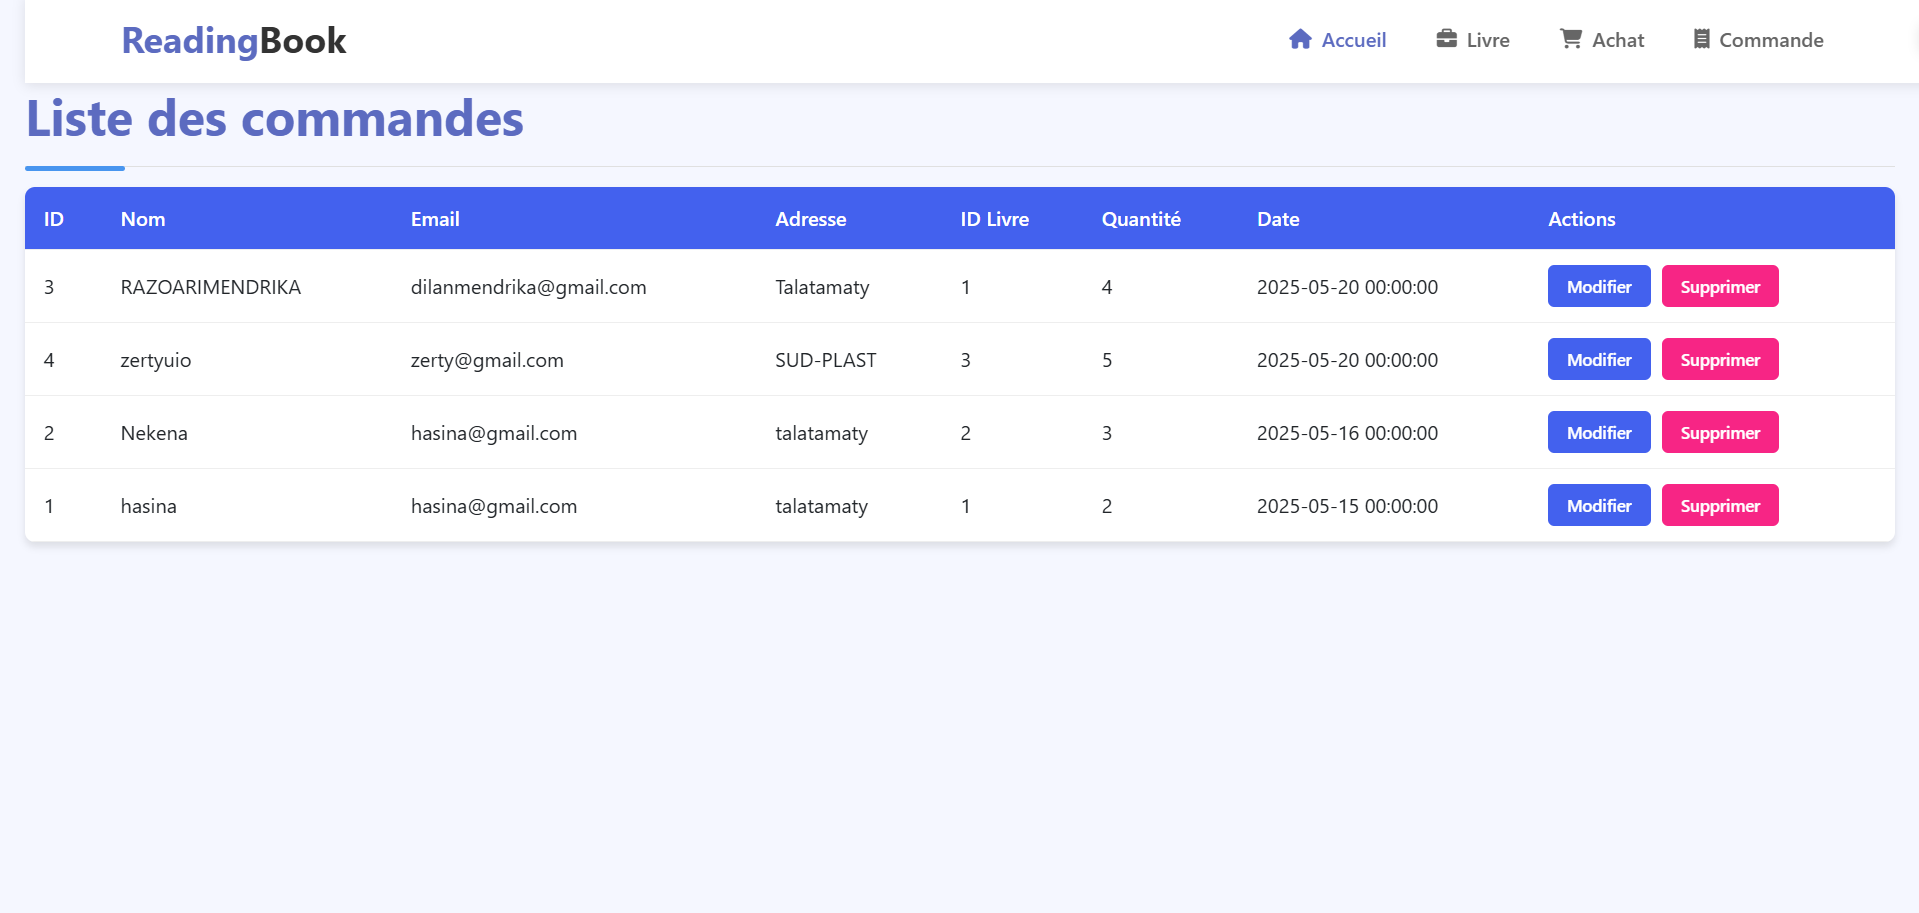 ReadingBook Accueil Livre Achat Commande
Liste des commandes
ID Nom Email Adresse ID Livre Quantité Date Actions
3 RAZOARIMENDRIKA dilanmendrika@gmail.com Talatamaty 1 4 2025-05-20 00:00:00 Modifier Supprimer
4 zertyuio zerty@gmail.com SUD-PLAST 3 5 2025-05-20 00:00:00 Modifier Supprimer
2 Nekena hasina@gmail.com talatamaty 2 3 2025-05-16 00:00:00 Modifier Supprimer
1 hasina hasina@gmail.com talatamaty 1 2 2025-05-15 00:00:00 Modifier Supprimer